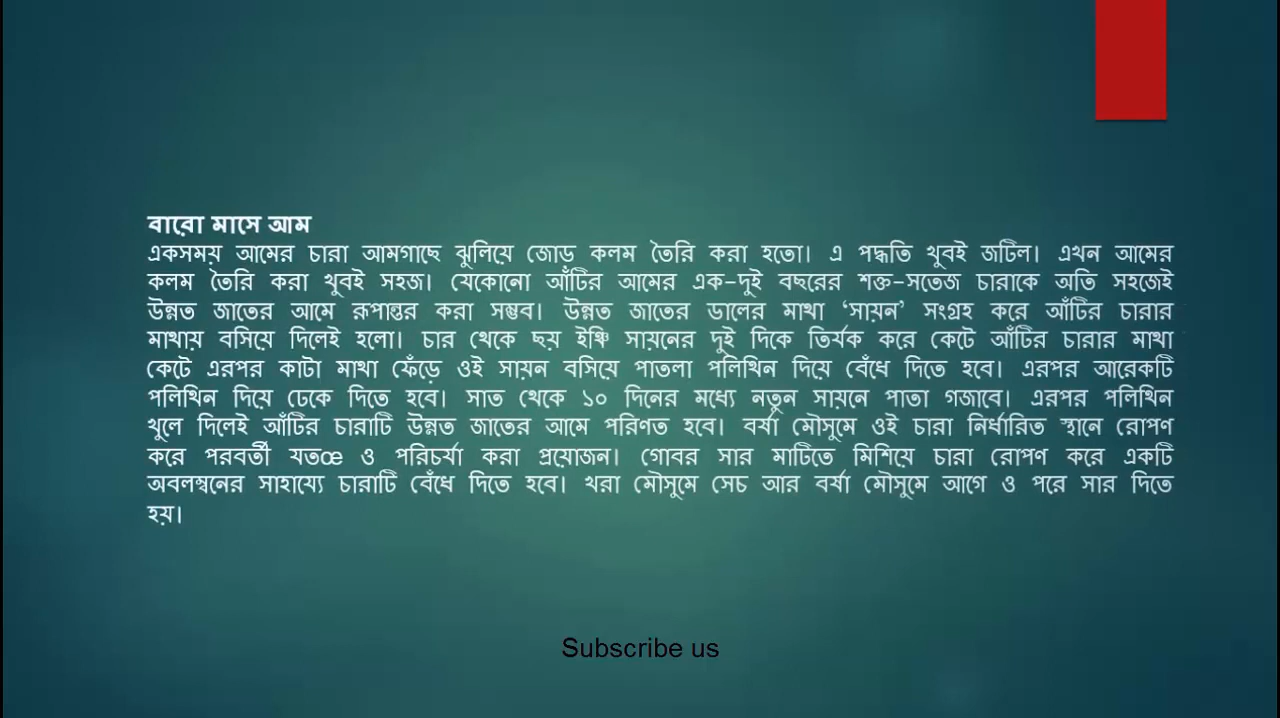 বারো মাসে আম
একসময় আমের চারা আমগাছে ঝুলিয়ে জোড় কলম তৈরি করা হতো। এ পদ্ধতি খুবই জটিল। এখন আমের
কলম তৈরি করা খুবই সহজ। যেকোনো আঁটির আমের এক-দুই বছরের শক্ত-সতেজ চারাকে অতি সহজেই
উন্নত জাতের আমে রূপান্তর করা সম্ভব। উন্নত জাতের ডালের মাথা ‘সায়ন’ সংগ্রহ করে আঁটির চারার
মাথায় বসিয়ে দিলেই হলো। চার থেকে ছয় ইঞ্চি সায়নের দুই দিকে তির্যক করে কেটে আঁটির চারার মাথা
কেটে এরপর কাটা মাথা ফেঁড়ে ওই সায়ন বসিয়ে পাতলা পলিথিন দিয়ে বেঁধে দিতে হবে। এরপর আরেকটি
পলিথিন দিয়ে ঢেকে দিতে হবে। সাত থেকে ১০ দিনের মধ্যে নতুন সায়নে পাতা গজাবে। এরপর পলিথিন
খুলে দিলেই আঁটির চারাটি উন্নত জাতের আমে পরিণত হবে। বর্ষা মৌসুমে ওই চারা নির্ধারিত স্থানে রোপণ
করে পরবর্তী যতœ ও পরিচর্যা করা প্রয়োজন। গোবর সার মাটিতে মিশিয়ে চারা রোপণ করে একটি
অবলম্বনের সাহায্যে চারাটি বেঁধে দিতে হবে। খরা মৌসুমে সেচ আর বর্ষা মৌসুমে আগে ও পরে সার দিতে
হয়।
Subscribe us